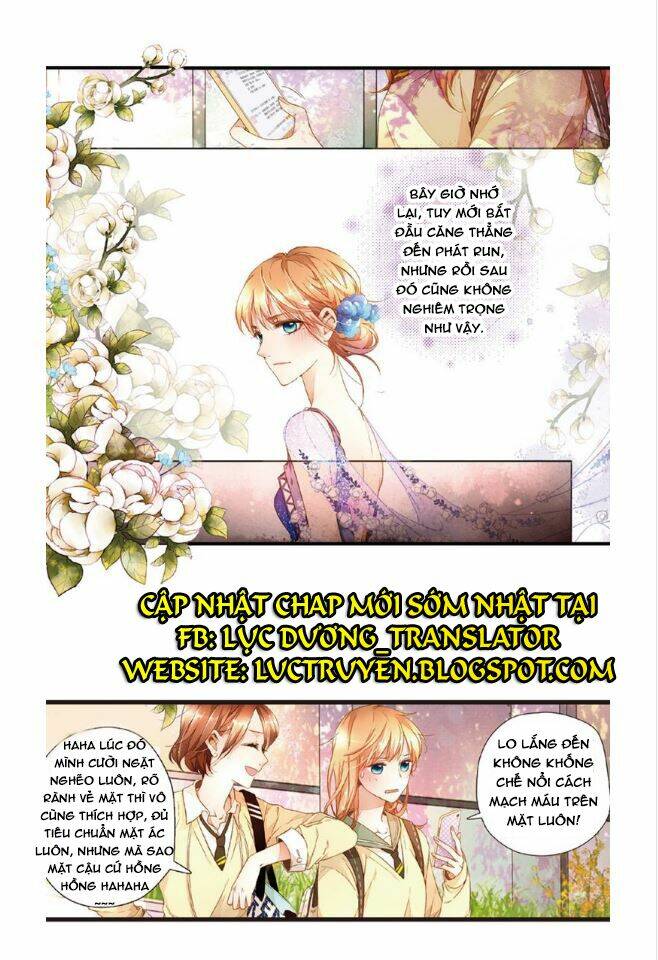 BÂY GIỜ NHỚ
LẠI, TUY MỚI BẮT
ĐẦU CĂNG THẲNG
ĐẾN PHÁT RUN,
NHƯNG RỒI SAU
ĐÓ CŨNG KHÔNG
NGHIÊM TRỌNG
NHƯ VẬY.
CẬP NHẬT CHAP MỚI SỚM NHẤT TẠI
FB: LỤC DƯƠNG_TRANSLATOR
WEBSITE: LUCTRUYEN.BLOGSPOT.COM
HAHA LÚC ĐÓ
MÌNH CƯỜI NGẶT
NGHẼO LUÔN, RÕ
RÀNH VẺ MẶT THÌ VÔ
CÙNG THÍCH HỢP, ĐỦ
TIÊU CHUẨN MẶT ÁC
LUÔN, NHƯNG MÀ SAO
MẶT CẬU CỨ HỒNG
HỒNG HAHAHA
~~~
LO LẮNG ĐẾN
KHÔNG KHỐNG
CHẾ NỔI CÁCH
MẠCH MÁU TRÊN
MẶT LUÔN!